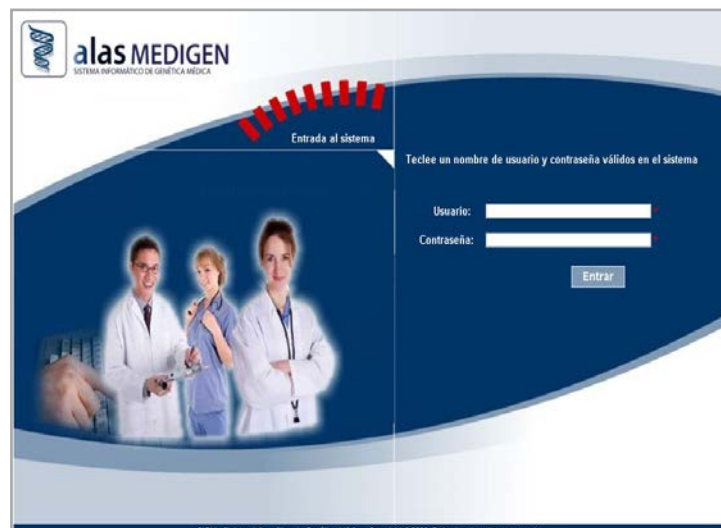 alas MEDIGEN
SISTEMA INFORMÁTICO DE GENÉTICA MÉDICA
Entrada al sistema
Teclee un nombre de usuario y contraseña válidos en el sistema
Usuario: *
Contraseña: *
Entrar